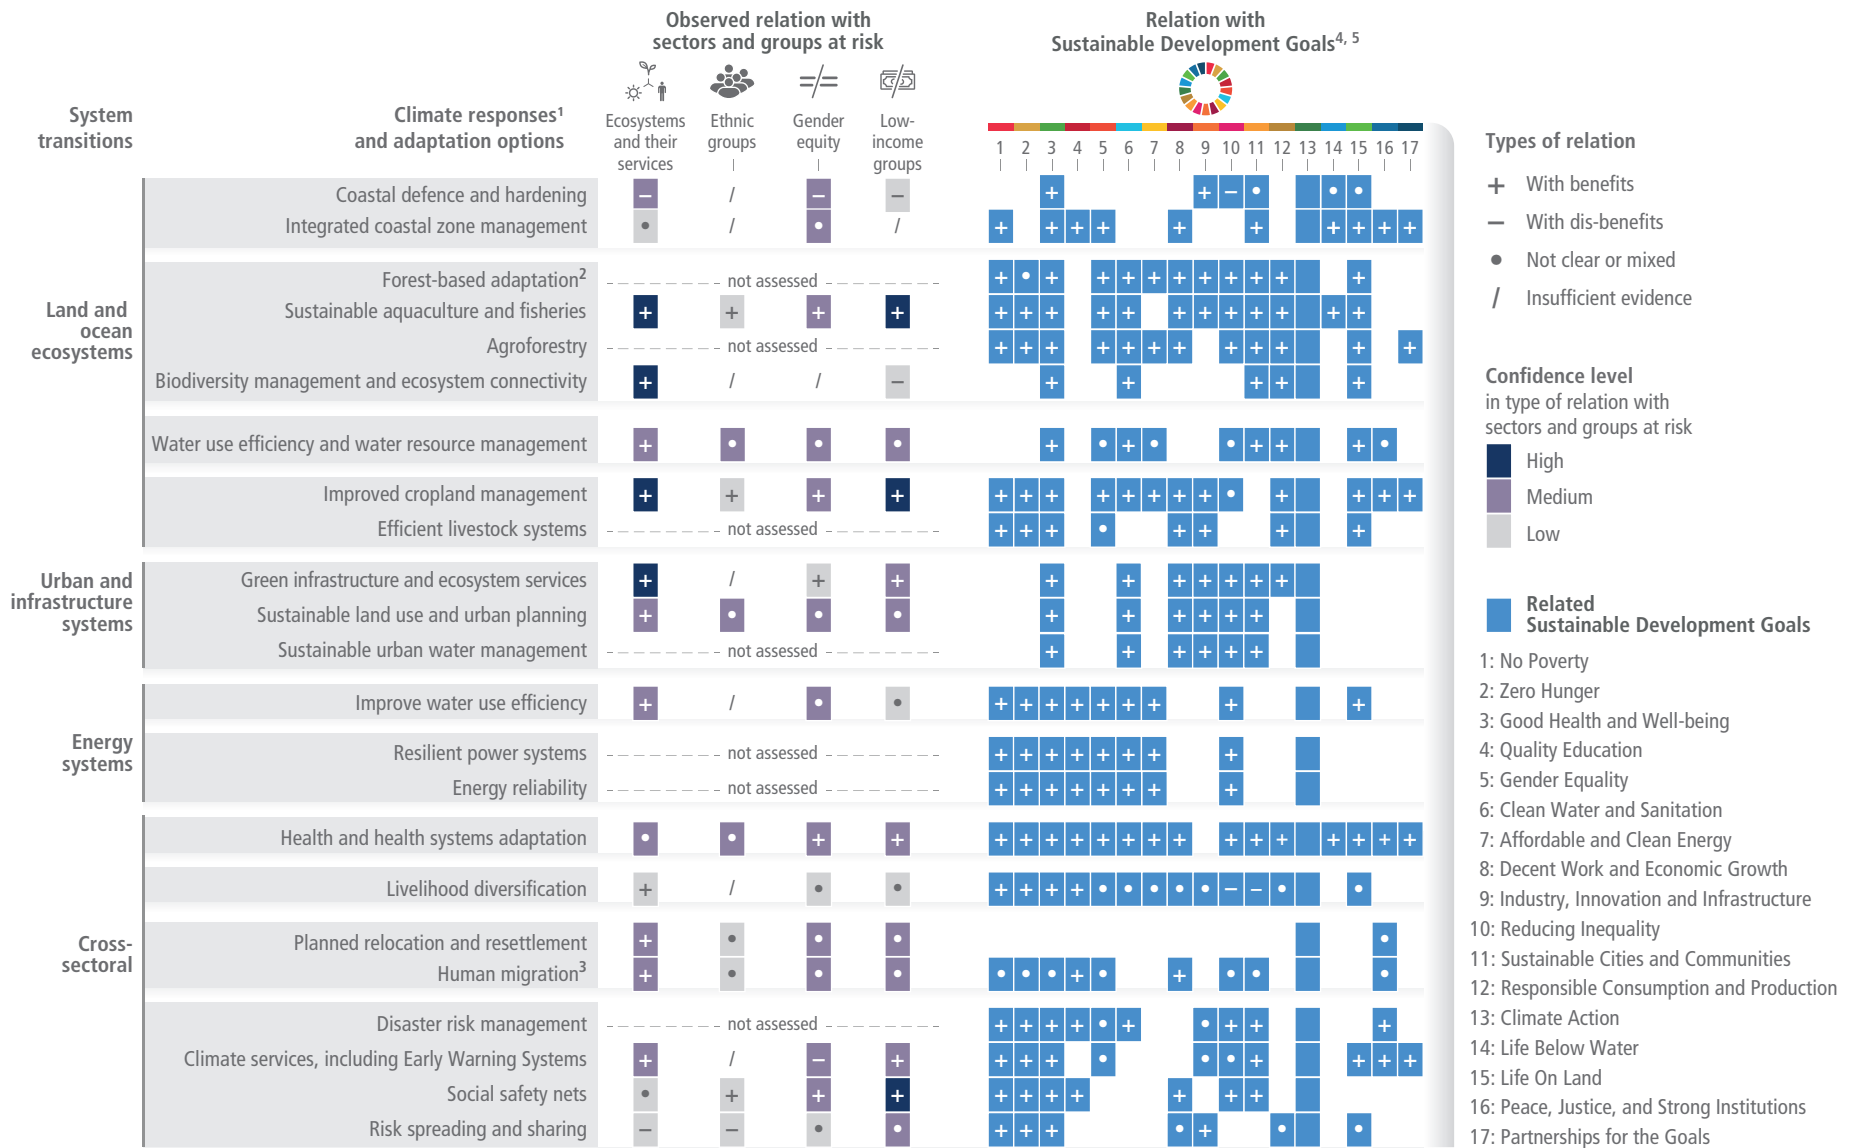 Observed relation with
sectors and groups at risk
Relation with
Sustainable Development Goals4, 5
System
transitions
Climate responses1
and adaptation options
Ecosystems
and their
services
Ethnic
groups
Gender
equity
Low-
income
groups
1 2 3 4 5 6 7 8 9 10 11 12 13 14 15 16 17
Land and
ocean
ecosystems
Coastal defence and hardening – / – – + + – • • •
Integrated coastal zone management • / • / + + + + + + + + + +
Forest-based adaptation2 not assessed + • + + + + + + + + + +
Sustainable aquaculture and fisheries + + + + + + + + + + + + + + + +
Agroforestry not assessed + + + + + + + + + + + +
Biodiversity management and ecosystem connectivity + / / – + + + + +
Water use efficiency and water resource management + • • • + • + • • + + + •
Improved cropland management + + + + + + + + + + + + • + + + +
Efficient livestock systems not assessed + + + • + + + +
Urban and
infrastructure
systems
Green infrastructure and ecosystem services + / + + + + + + + + +
Sustainable land use and urban planning + • • • + + + + + +
Sustainable urban water management not assessed + + + + + +
Energy
systems
Improve water use efficiency + / • • + + + + + + + + +
Resilient power systems not assessed + + + + + + + +
Energy reliability not assessed + + + + + + + +
Cross-
sectoral
Health and health systems adaptation • • + + + + + + + + + + + + + + + + +
Livelihood diversification + / • • + + + + • • • • • – – • •
Planned relocation and resettlement + • • • •
Human migration3 + • • • • • • + • + • • •
Disaster risk management not assessed + + + + • + • + + +
Climate services, including Early Warning Systems + / – + + + + • • • + + + +
Social safety nets • + + + + + + + + + +
Risk spreading and sharing – – • • + + + • + • •
Types of relation
+ With benefits
– With dis-benefits
• Not clear or mixed
/ Insufficient evidence
Confidence level
in type of relation with
sectors and groups at risk
High
Medium
Low
Related
Sustainable Development Goals
1: No Poverty
2: Zero Hunger
3: Good Health and Well-being
4: Quality Education
5: Gender Equality
6: Clean Water and Sanitation
7: Affordable and Clean Energy
8: Decent Work and Economic Growth
9: Industry, Innovation and Infrastructure
10: Reducing Inequality
11: Sustainable Cities and Communities
12: Responsible Consumption and Production
13: Climate Action
14: Life Below Water
15: Life On Land
16: Peace, Justice, and Strong Institutions
17: Partnerships for the Goals